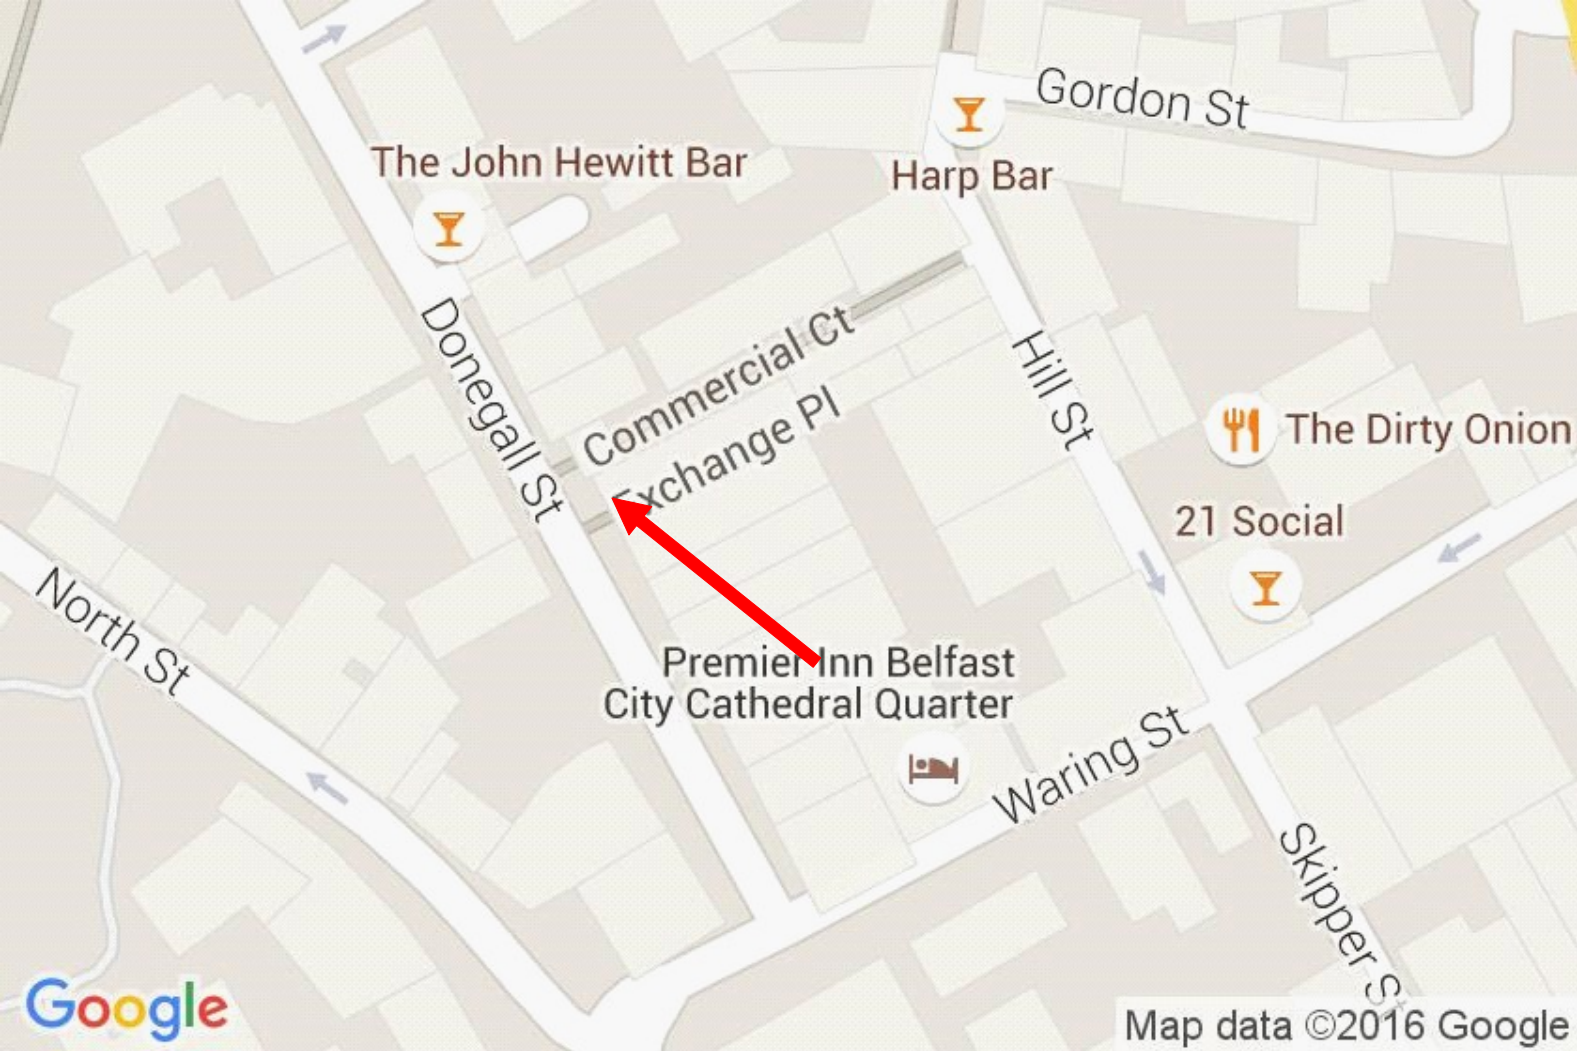 Gordon St
The John Hewitt Bar
Harp Bar
Donegall St
Commercial Ct
Exchange Pl
Hill St
The Dirty Onion
21 Social
North St
Premier Inn Belfast
City Cathedral Quarter
Waring St
Skipper St
Google
Map data ©2016 Google